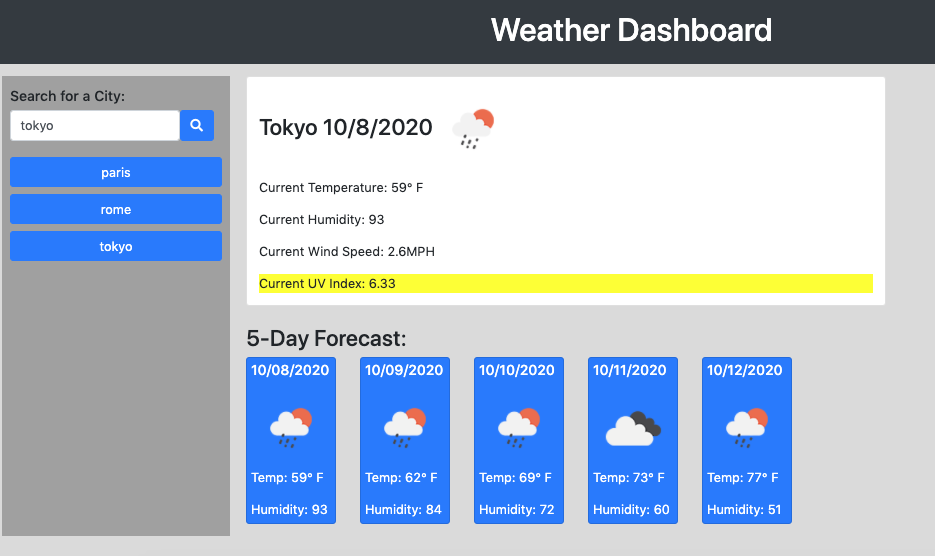 Weather Dashboard
Search for a City:
tokyo
paris
rome
tokyo
Tokyo 10/8/2020
Current Temperature: 59° F
Current Humidity: 93
Current Wind Speed: 2.6MPH
Current UV Index: 6.33
5-Day Forecast:
10/08/2020
Temp: 59° F
Humidity: 93
10/09/2020
Temp: 62° F
Humidity: 84
10/10/2020
Temp: 69° F
Humidity: 72
10/11/2020
Temp: 73° F
Humidity: 60
10/12/2020
Temp: 77° F
Humidity: 51